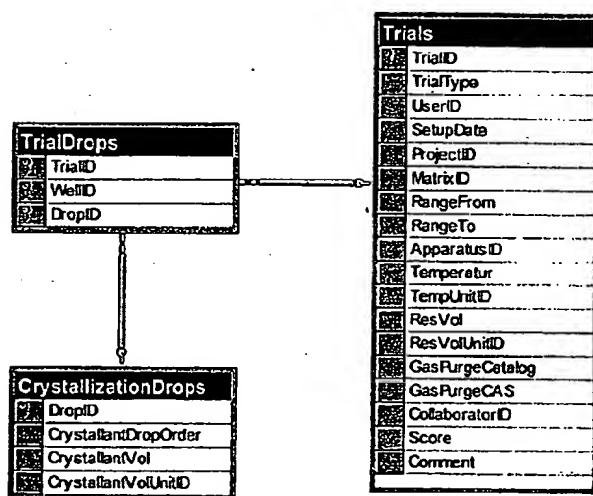 Trials
TrialID
TrialType
UserID
SetupDate
ProjectID
MatrixID
RangeFrom
RangeTo
ApparatusID
Temperatur
TempUnitID
ResVol
ResVolUnitID
GasPurgeCatalog
GasPurgeCAS
CollaboratorID
Score
Comment
TrialDrops
TrialID
WellID
DropID
CrystallizationDrops
DropID
CrystallantDropOrder
CrystallantVol
CrystallantVolUnitID